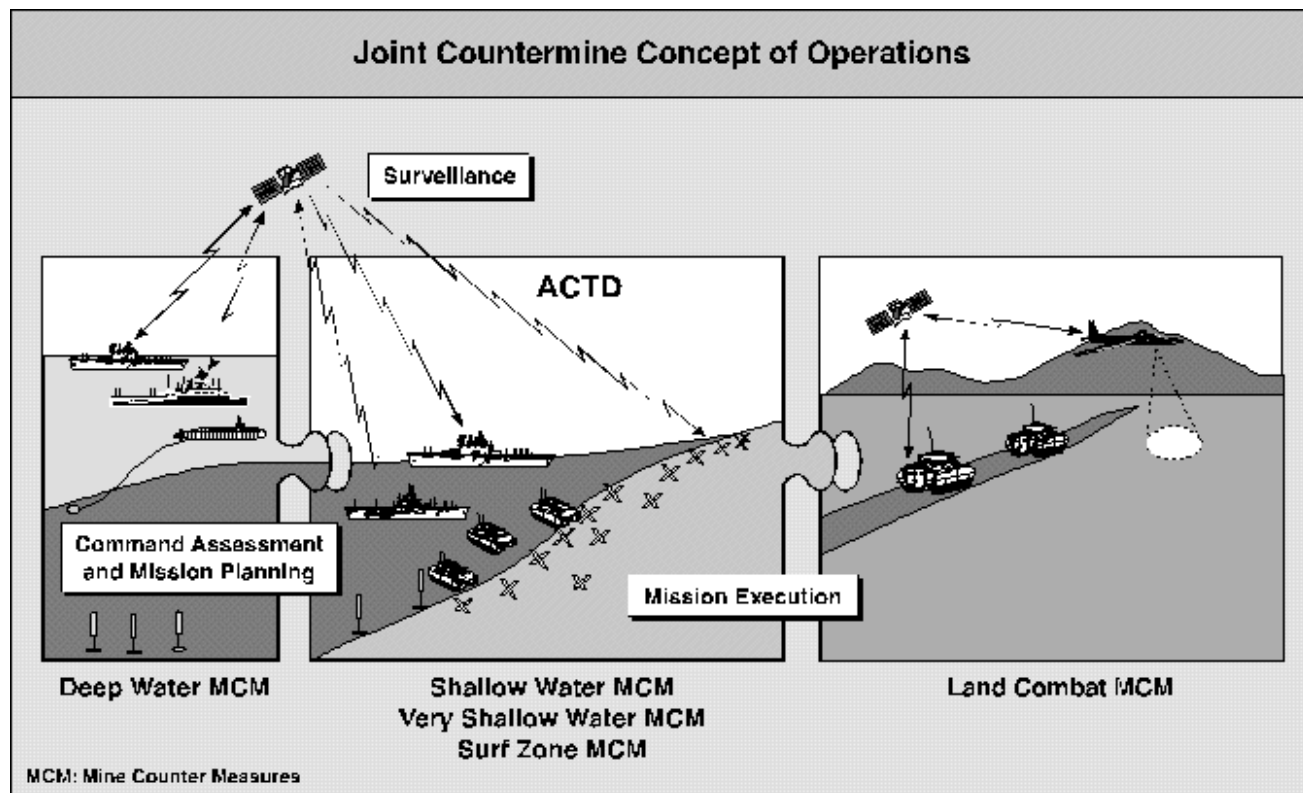 Joint Countermine Concept of Operations
Surveillance
ACTD
Command Assessment
and Mission Planning
Mission Execution
Deep Water MCM
Shallow Water MCM
Very Shallow Water MCM
Surf Zone MCM
Land Combat MCM
MCM: Mine Counter Measures